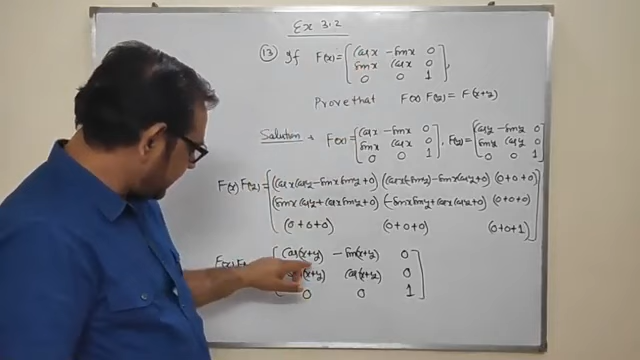 Ex 3.2
(13) If F(x) = [cos x −sin x 0
sin x cos x 0
0 0 1],
Prove that F(x) F(y) = F(x+y)
Solution: F(x) = [cos x −sin x 0 , F(y) = [cos y −sin y 0
sin x cos x 0 sin y cos y 0
0 0 1] 0 0 1]
F(x) F(y) = [(cos x cos y − sin x sin y + 0) (cos x(−sin y) − sin x cos y + 0) (0+0+0)
(sin x cos y + cos x sin y + 0) (−sin x sin y + cos x cos y + 0) (0+0+0)
(0+0+0) (0+0+0) (0+0+1)]
[cos(x+y) −sin(x+y) 0
(x+y) cos(x+y) 0
0 0 1]